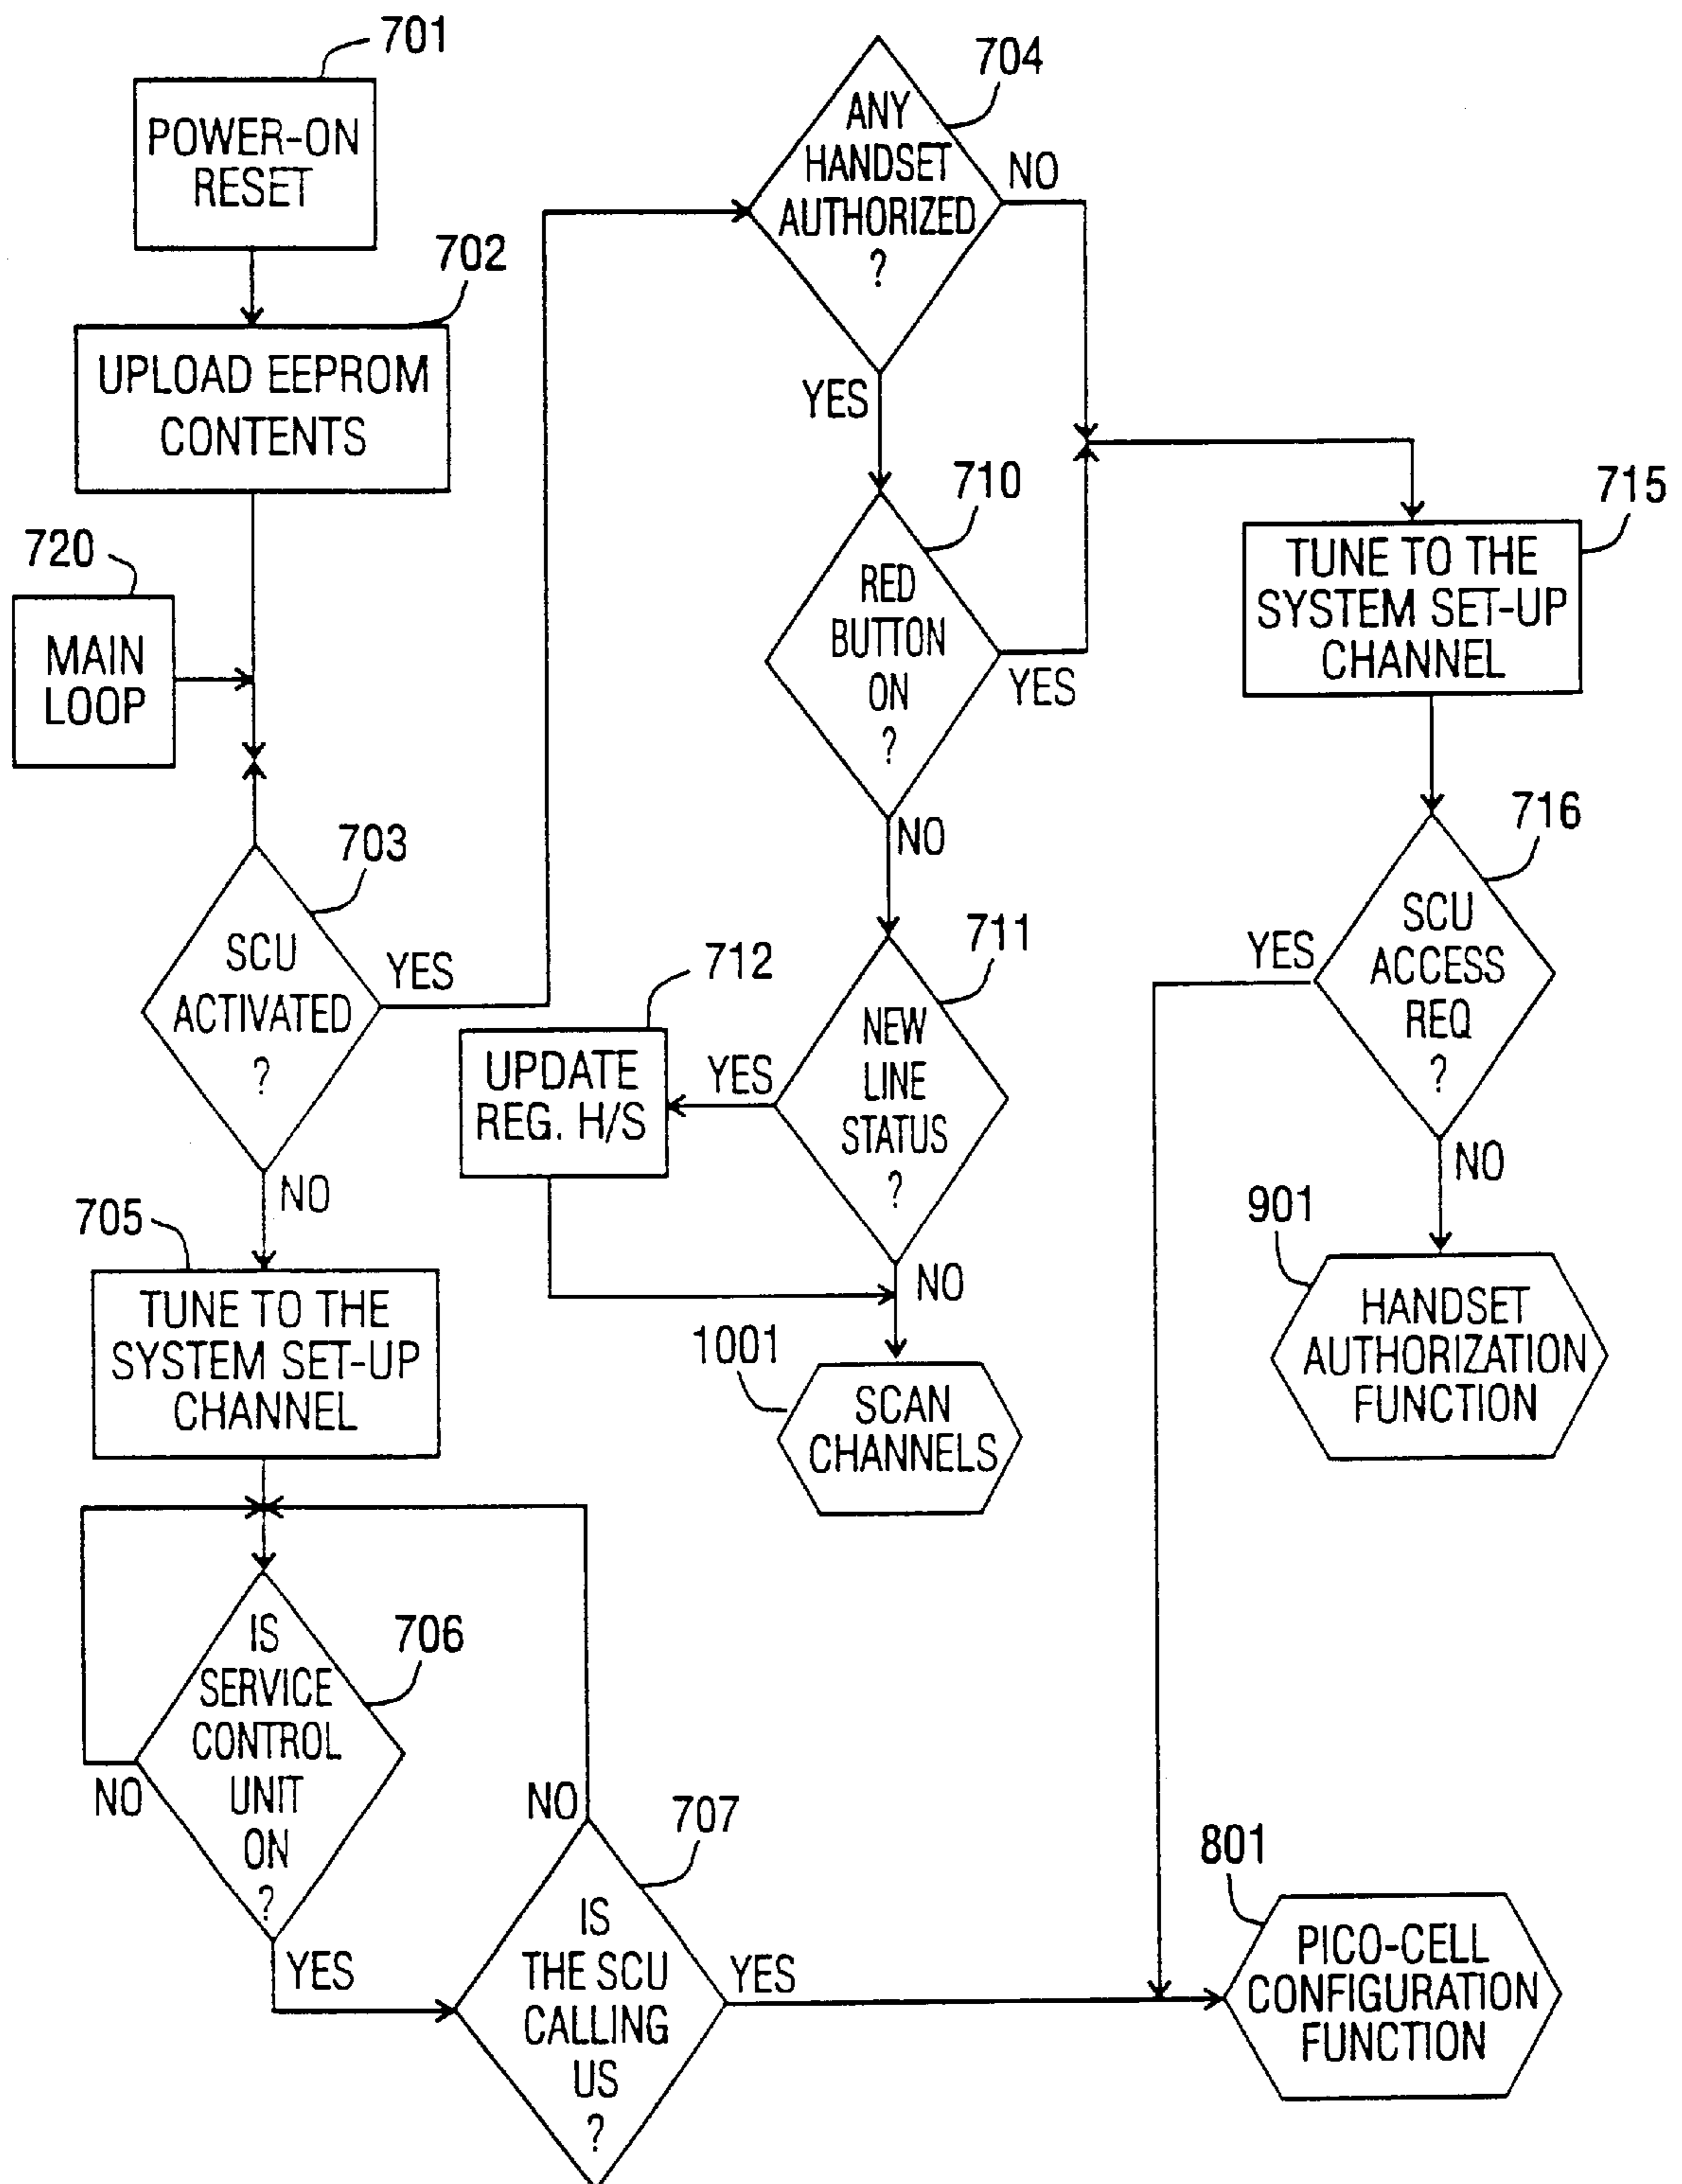 701
POWER-ON
RESET
702
UPLOAD EEPROM
CONTENTS
720
MAIN
LOOP
703
SCU
ACTIVATED
?
YES
NO
705
TUNE TO THE
SYSTEM SET-UP
CHANNEL
706
IS
SERVICE
CONTROL
UNIT
ON
?
NO
YES
707
NO
IS
THE SCU
CALLING
US
?
YES
704
ANY
HANDSET
AUTHORIZED
?
NO
YES
710
RED
BUTTON
ON
?
YES
NO
711
NEW
LINE
STATUS
?
YES
NO
712
UPDATE
REG. H/S
1001
SCAN
CHANNELS
715
TUNE TO THE
SYSTEM SET-UP
CHANNEL
716
SCU
ACCESS
REQ
?
YES
NO
901
HANDSET
AUTHORIZATION
FUNCTION
801
PICO-CELL
CONFIGURATION
FUNCTION